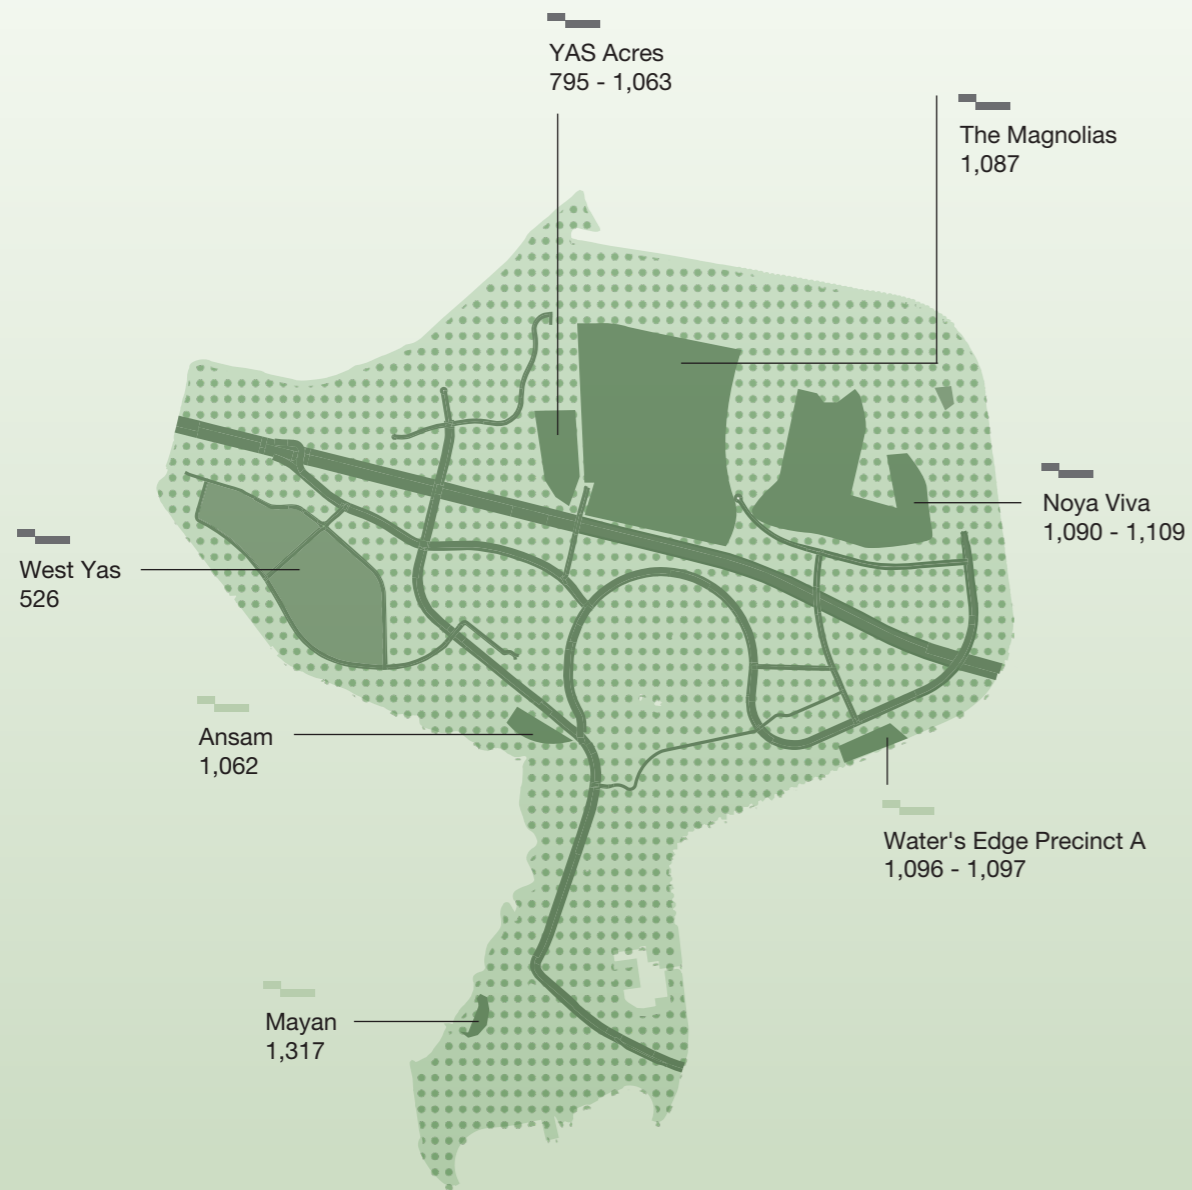 YAS Acres
795 - 1,063
The Magnolias
1,087
Noya Viva
1,090 - 1,109
West Yas
526
Ansam
1,062
Water's Edge Precinct A
1,096 - 1,097
Mayan
1,317